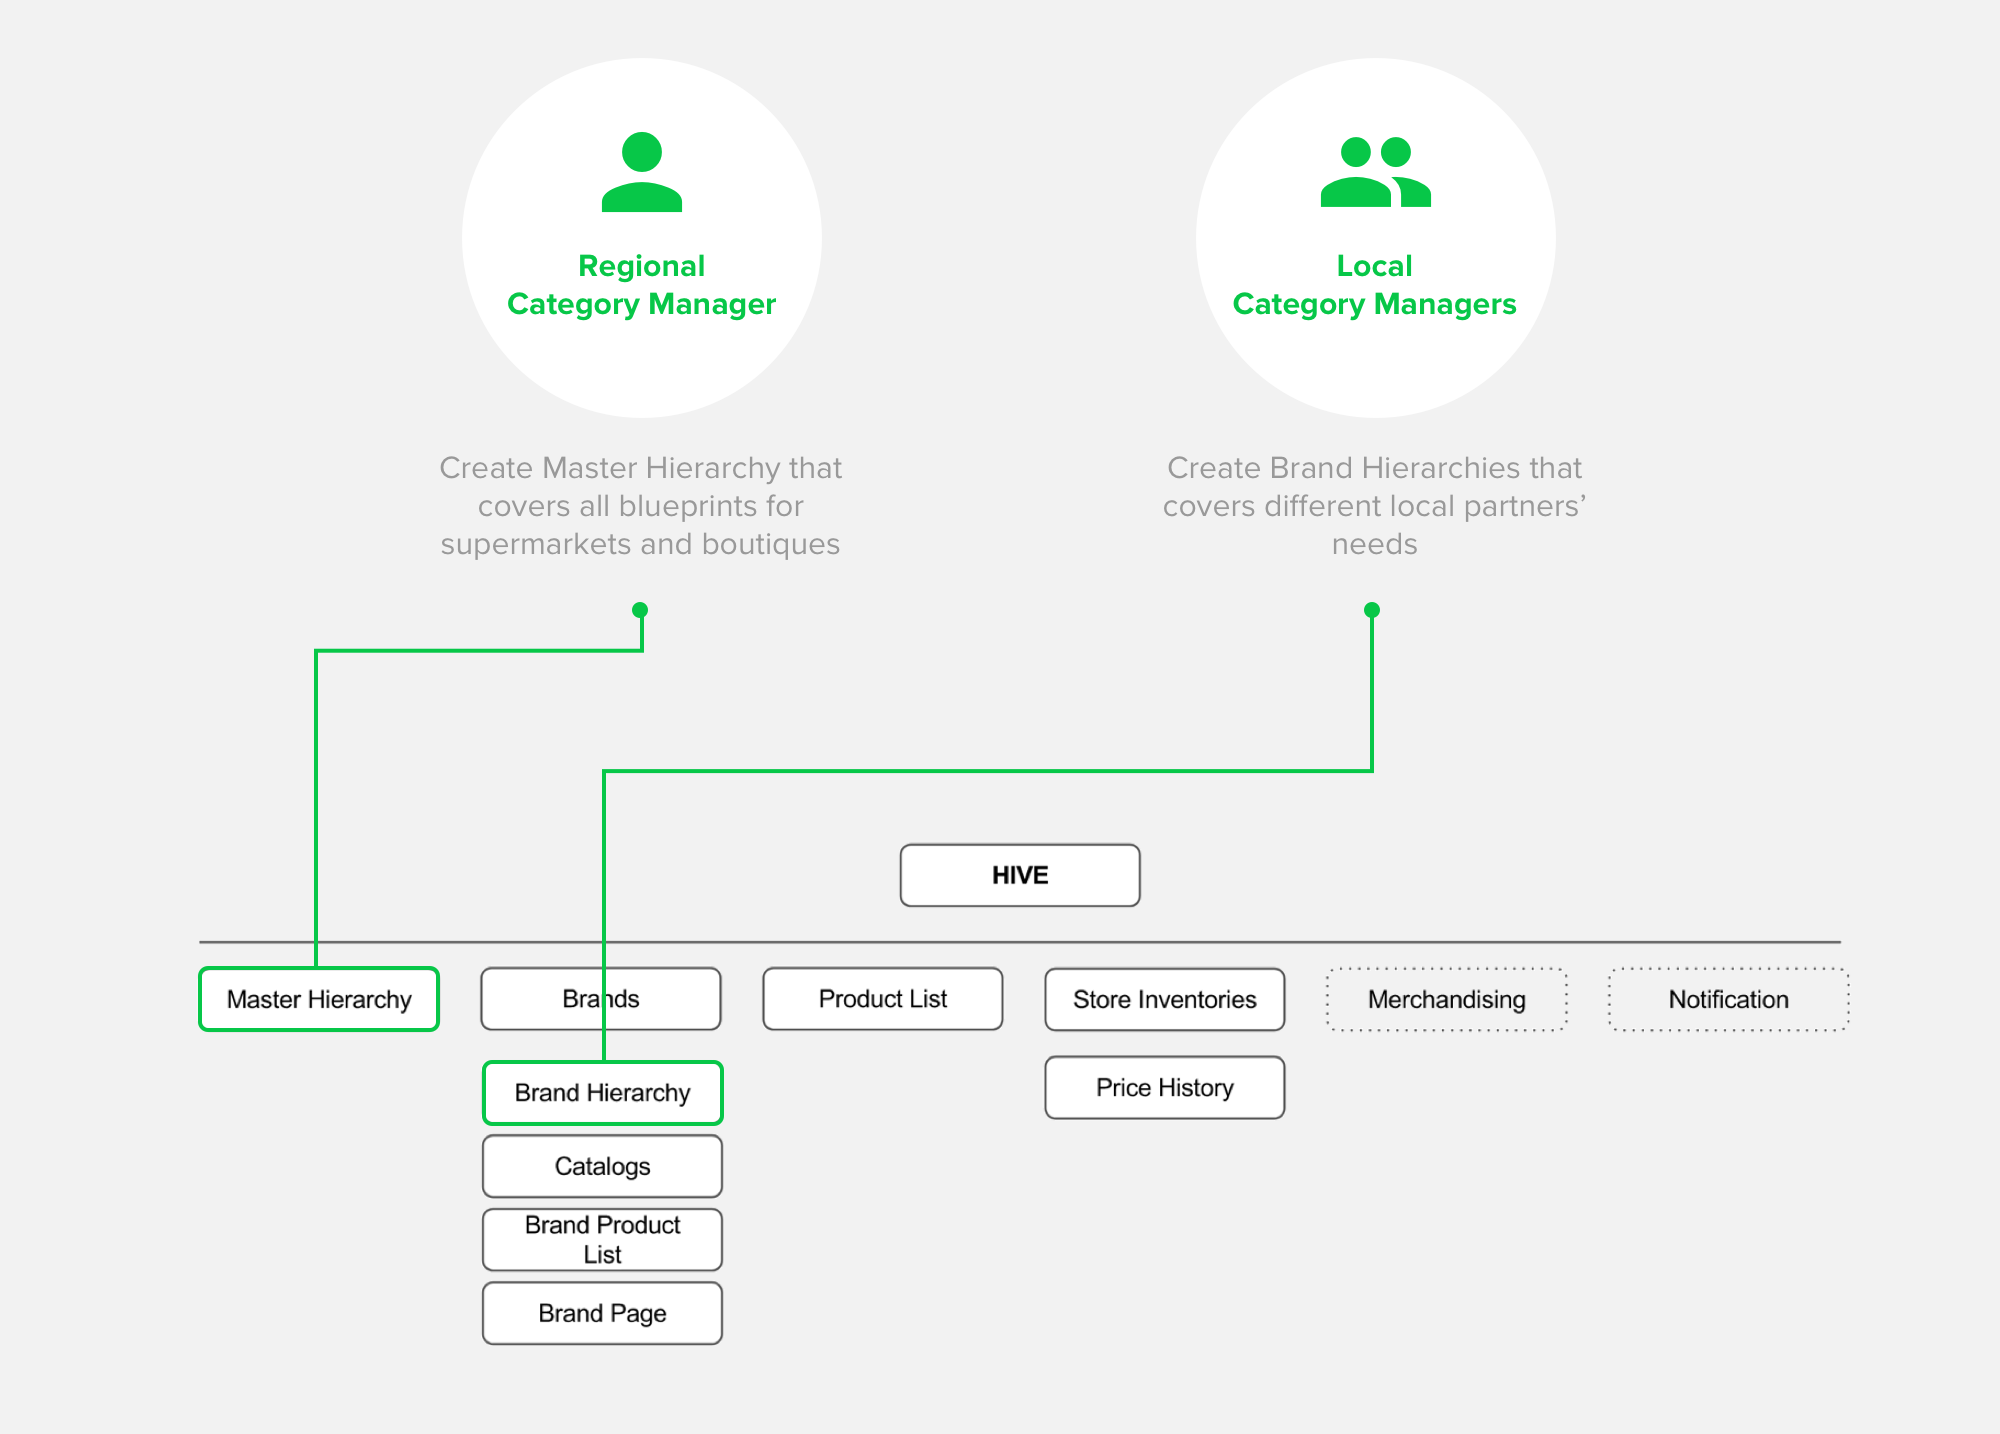 Regional
Category Manager
Local
Category Managers
Create Master Hierarchy that
covers all blueprints for
supermarkets and boutiques
Create Brand Hierarchies that
covers different local partners’
needs
HIVE
Master Hierarchy
Brands
Product List
Store Inventories
Merchandising
Notification
Brand Hierarchy
Price History
Catalogs
Brand Product
List
Brand Page